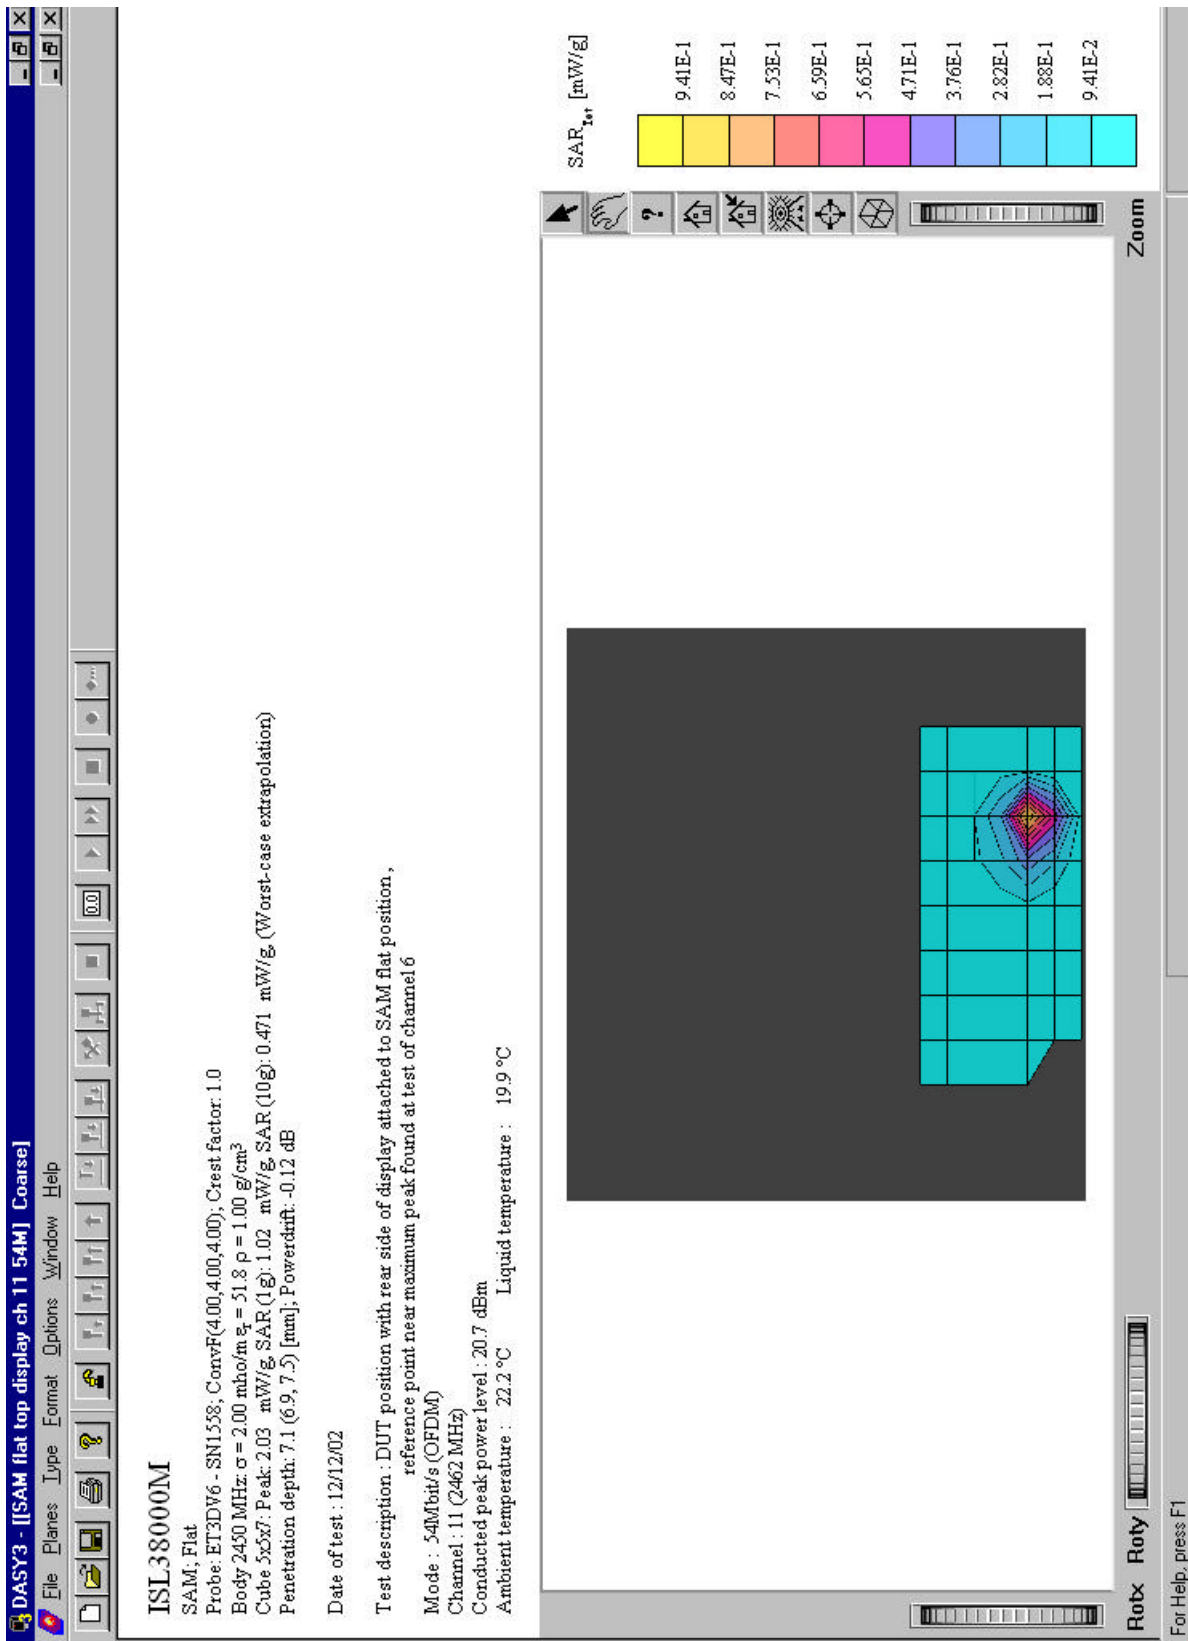 DASY3 - [[SAM flat top display ch 11 54M] Coarse]
File Planes Type Format Options Window Help
0.0
ISL38000M
SAM; Flat
Probe: ET3DV6 - SN1558; ConvF(4.00,4.00,4.00); Crest factor: 1.0
Body 2450 MHz: σ = 2.00 mho/m εr = 51.8 ρ = 1.00 g/cm³
Cube 5x5x7: Peak: 2.03 mW/g, SAR (1g): 1.02 mW/g, SAR (10g): 0.471 mW/g, (Worst-case extrapolation)
Penetration depth: 7.1 (6.9, 7.5) [mm]; Powerdrift: -0.12 dB
Date of test : 12/12/02
Test description : DUT position with rear side of display attached to SAM flat position ,
reference point near maximum peak found at test of channel 6
Mode : 54Mbit/s (OFDM)
Channel : 11 (2462 MHz)
Conducted peak power level : 20.7 dBm
Ambient temperature : 22.2 °C Liquid temperature : 19.9 °C
SARTot [mW/g]
9.41E-1
8.47E-1
7.53E-1
6.59E-1
5.65E-1
4.71E-1
3.76E-1
2.82E-1
1.88E-1
9.41E-2
Rotx Roty Zoom
For Help, press F1